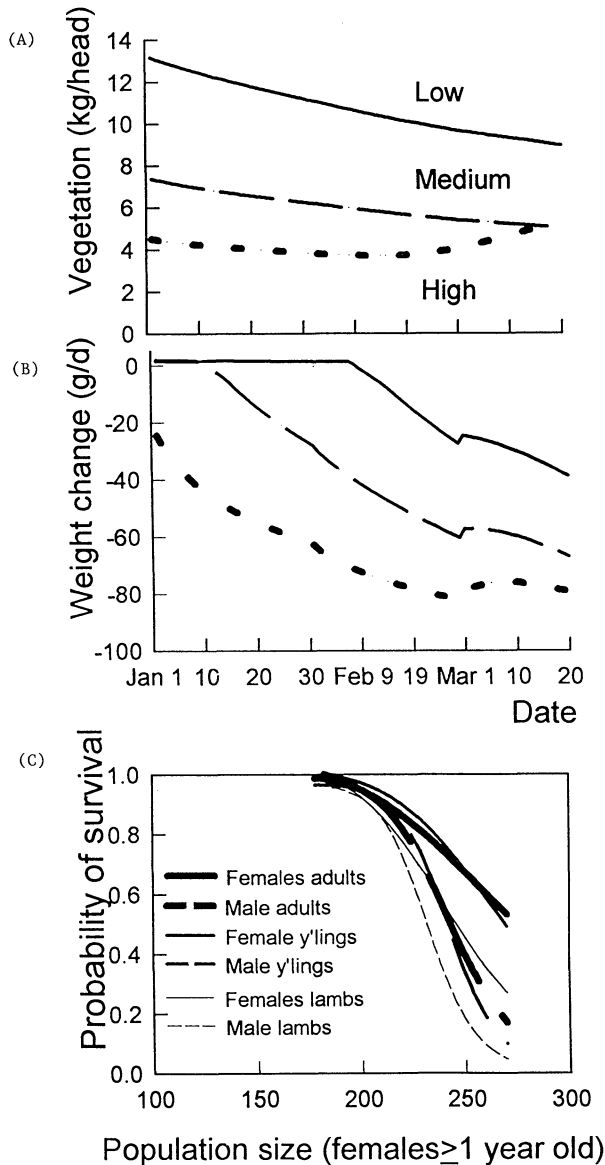 (A)
Vegetation (kg/head)
14
12
10
8
6
4
2
0
Low
Medium
High
(B)
Weight change (g/d)
0
-20
-40
-60
-80
-100
Jan 1 10 20 30 Feb 9 19 Mar 1 10 20
Date
(C)
Probability of survival
1.0
0.8
0.6
0.4
0.2
0.0
Females adults
Male adults
Female y'lings
Male y'lings
Females lambs
Male lambs
100 150 200 250 300
Population size (females≥1 year old)